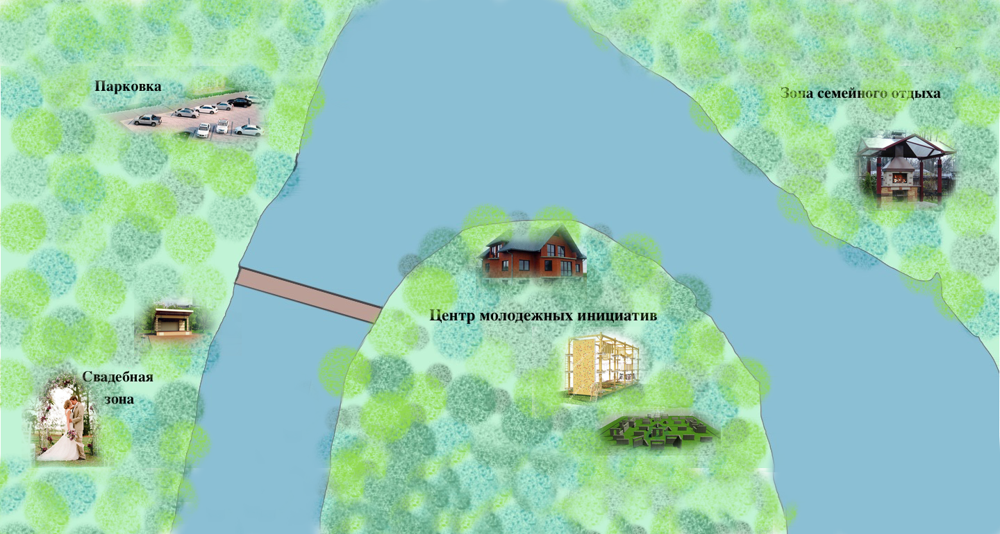 Парковка
Зона семейного отдыха
Центр молодежных инициатив
Свадебная
зона